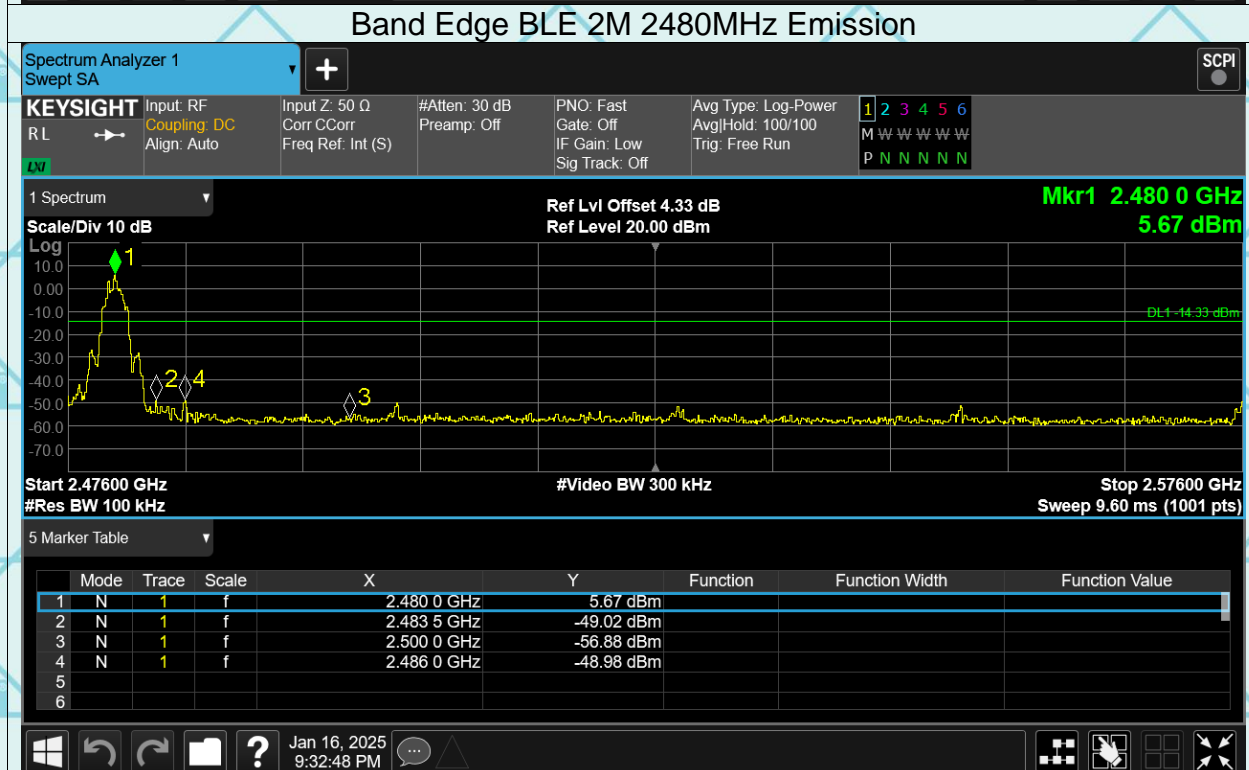 Band Edge BLE 2M 2480MHz Emission
Spectrum Analyzer 1
Swept SA
+
SCPI
KEYSIGHT
R L
LXI
Input: RF
Coupling: DC
Align: Auto
Input Z: 50 Ω
Corr CCorr
Freq Ref: Int (S)
#Atten: 30 dB
Preamp: Off
PNO: Fast
Gate: Off
IF Gain: Low
Sig Track: Off
Avg Type: Log-Power
Avg|Hold: 100/100
Trig: Free Run
1 2 3 4 5 6
M W W W W W
P N N N N N
1 Spectrum
Scale/Div 10 dB
Ref Lvl Offset 4.33 dB
Ref Level 20.00 dBm
Mkr1 2.480 0 GHz
5.67 dBm
Log
10.0
0.00
-10.0
-20.0
-30.0
-40.0
-50.0
-60.0
-70.0
1
2
4
3
DL1 -14.33 dBm
Start 2.47600 GHz
#Res BW 100 kHz
#Video BW 300 kHz
Stop 2.57600 GHz
Sweep 9.60 ms (1001 pts)
5 Marker Table
Mode Trace Scale X Y Function Function Width Function Value
1 N 1 f 2.480 0 GHz 5.67 dBm
2 N 1 f 2.483 5 GHz -49.02 dBm
3 N 1 f 2.500 0 GHz -56.88 dBm
4 N 1 f 2.486 0 GHz -48.98 dBm
5
6
?
Jan 16, 2025
9:32:48 PM